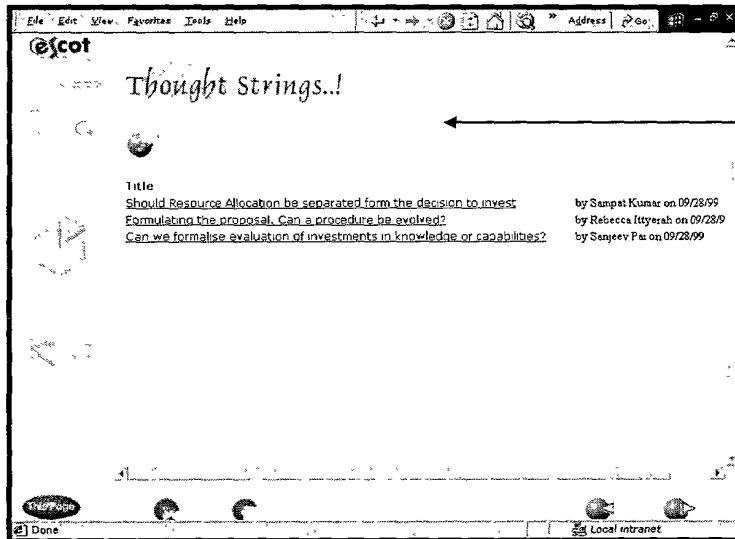 File Edit View Favorites Tools Help » Address Go
escot
Thought Strings..!
Title
Should Resource Allocation be separated form the decision to invest by Sampat Kumar on 09/28/99
Formulating the proposal. Can a procedure be evolved? by Rebecca Ittyerah on 09/28/9
Can we formalise evaluation of investments in knowledge or capabilities? by Sanjeev Pai on 09/28/99
This Page
Done Local intranet